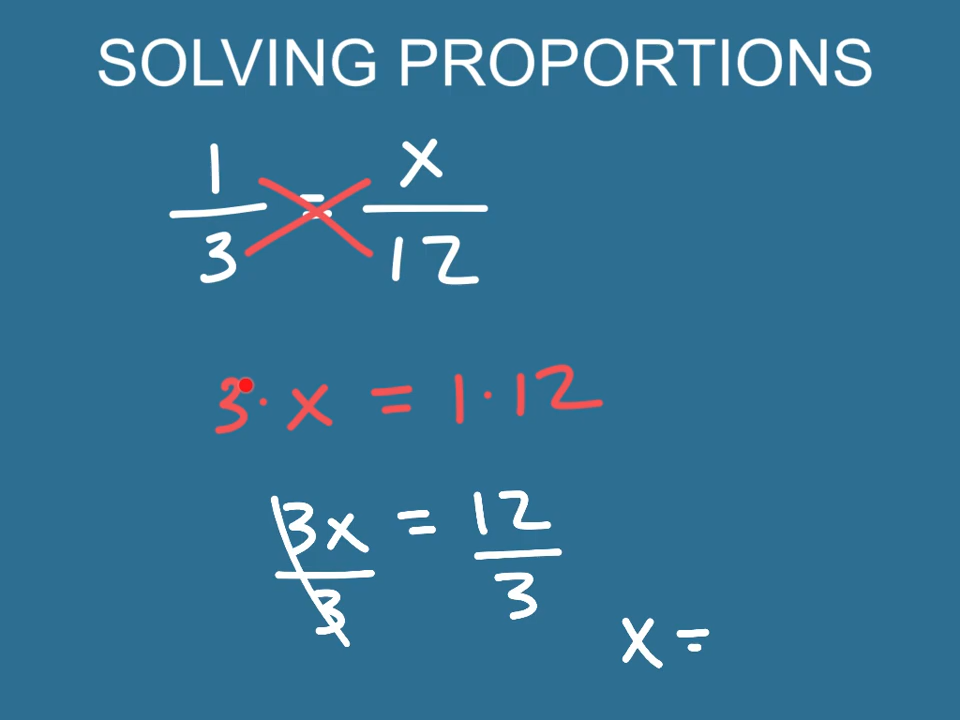 SOLVING PROPORTIONS
1/3 = x/12
3 · x = 1 · 12
3x/3 = 12/3
x =